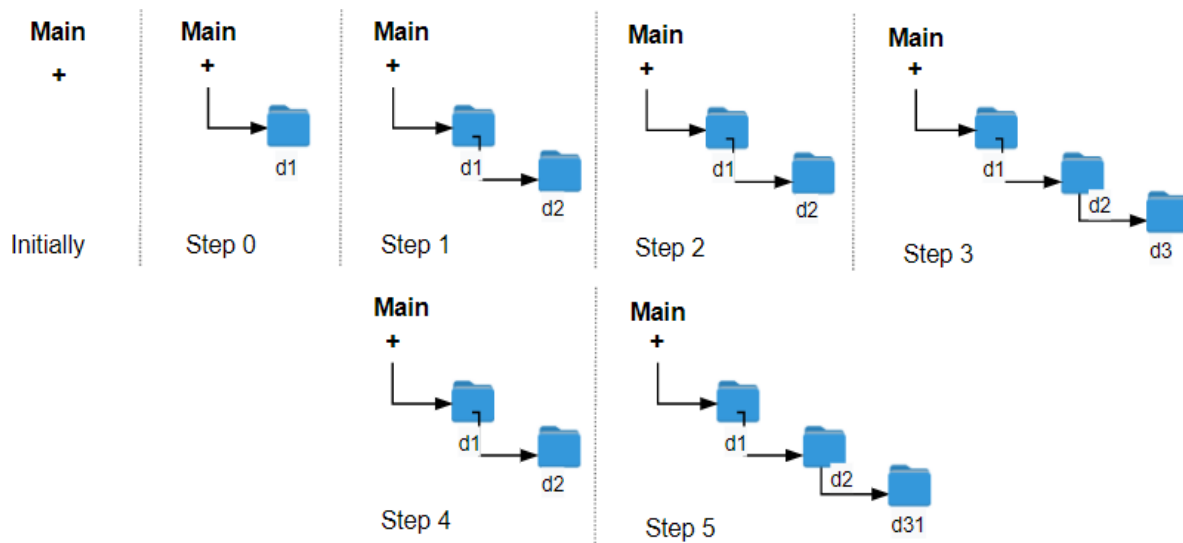 Main
+
Initially
Main
+
d1
Step 0
Main
+
d1
d2
Step 1
Main
+
d1
d2
Step 2
Main
+
d1
d2
d3
Step 3
Main
+
d1
d2
Step 4
Main
+
d1
d2
d31
Step 5